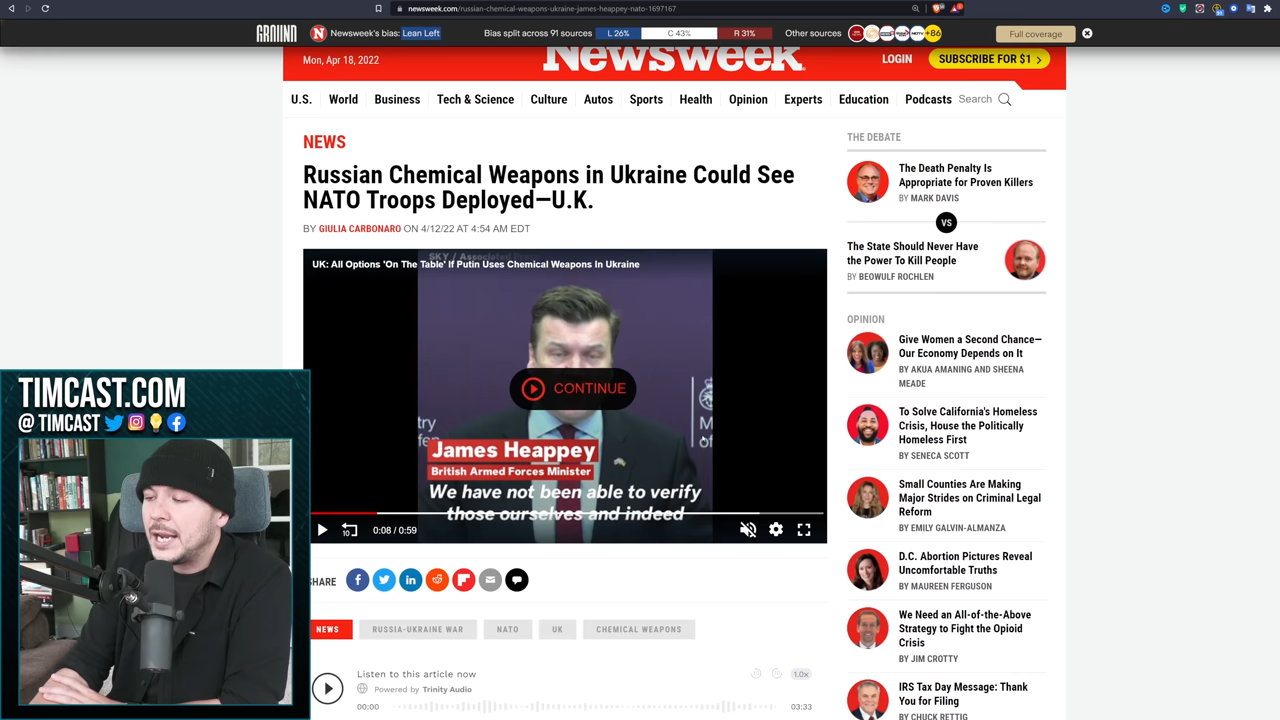 newsweek.com/russian-chemical-weapons-ukraine-james-heappey-nato-1697167
GROUND
N
Newsweek's bias: Lean Left
Bias split across 91 sources
L 26%
C 43%
R 31%
Other sources
+86
Full coverage
Mon, Apr 18, 2022
Newsweek
LOGIN
SUBSCRIBE FOR $1 >
U.S.
World
Business
Tech & Science
Culture
Autos
Sports
Health
Opinion
Experts
Education
Podcasts
Search
NEWS
Russian Chemical Weapons in Ukraine Could See
NATO Troops Deployed—U.K.
BY GIULIA CARBONARO ON 4/12/22 AT 4:54 AM EDT
SKY / Associated Press
UK: All Options 'On The Table' If Putin Uses Chemical Weapons In Ukraine
CONTINUE
James Heappey
British Armed Forces Minister
We have not been able to verify
those ourselves and indeed
10
0:08 / 0:59
SHARE
NEWS
RUSSIA-UKRAINE WAR
NATO
UK
CHEMICAL WEAPONS
Listen to this article now
Powered by Trinity Audio
1.0x
00:00
03:33
THE DEBATE
The Death Penalty Is
Appropriate for Proven Killers
BY MARK DAVIS
VS
The State Should Never Have
the Power To Kill People
BY BEOWULF ROCHLEN
OPINION
Give Women a Second Chance—
Our Economy Depends on It
BY AKUA AMANING AND SHEENA
MEADE
To Solve California's Homeless
Crisis, House the Politically
Homeless First
BY SENECA SCOTT
Small Counties Are Making
Major Strides on Criminal Legal
Reform
BY EMILY GALVIN-ALMANZA
D.C. Abortion Pictures Reveal
Uncomfortable Truths
BY MAUREEN FERGUSON
We Need an All-of-the-Above
Strategy to Fight the Opioid
Crisis
BY JIM CROTTY
IRS Tax Day Message: Thank
You for Filing
BY CHUCK RETTIG
TIMCAST.COM
@ TIMCAST